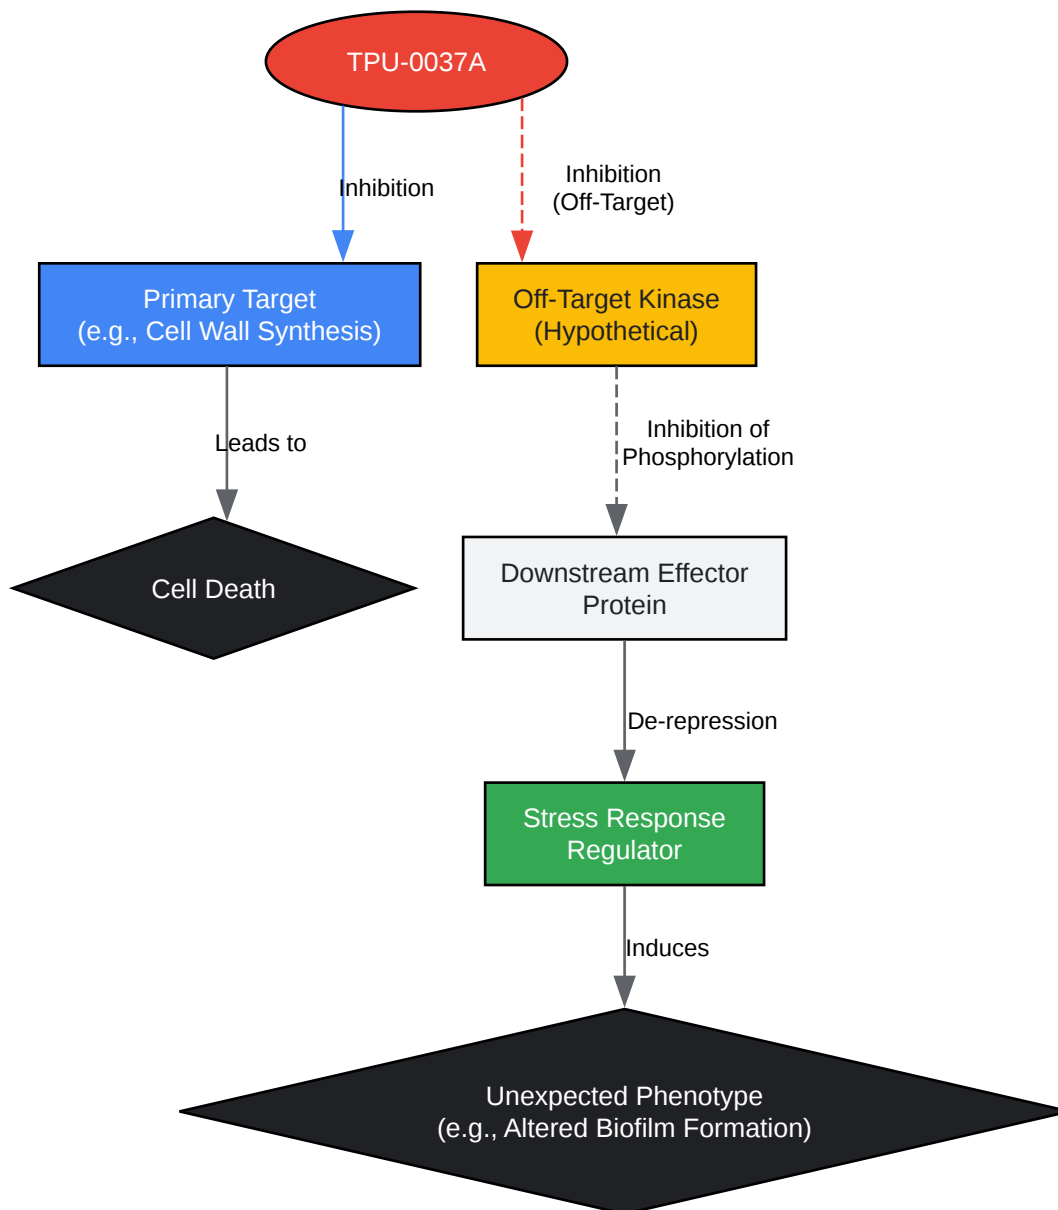 TPU-0037A
Inhibition
Inhibition
(Off-Target)
Primary Target
(e.g., Cell Wall Synthesis)
Off-Target Kinase
(Hypothetical)
Leads to
Inhibition of
Phosphorylation
Cell Death
Downstream Effector
Protein
De-repression
Stress Response
Regulator
Induces
Unexpected Phenotype
(e.g., Altered Biofilm Formation)